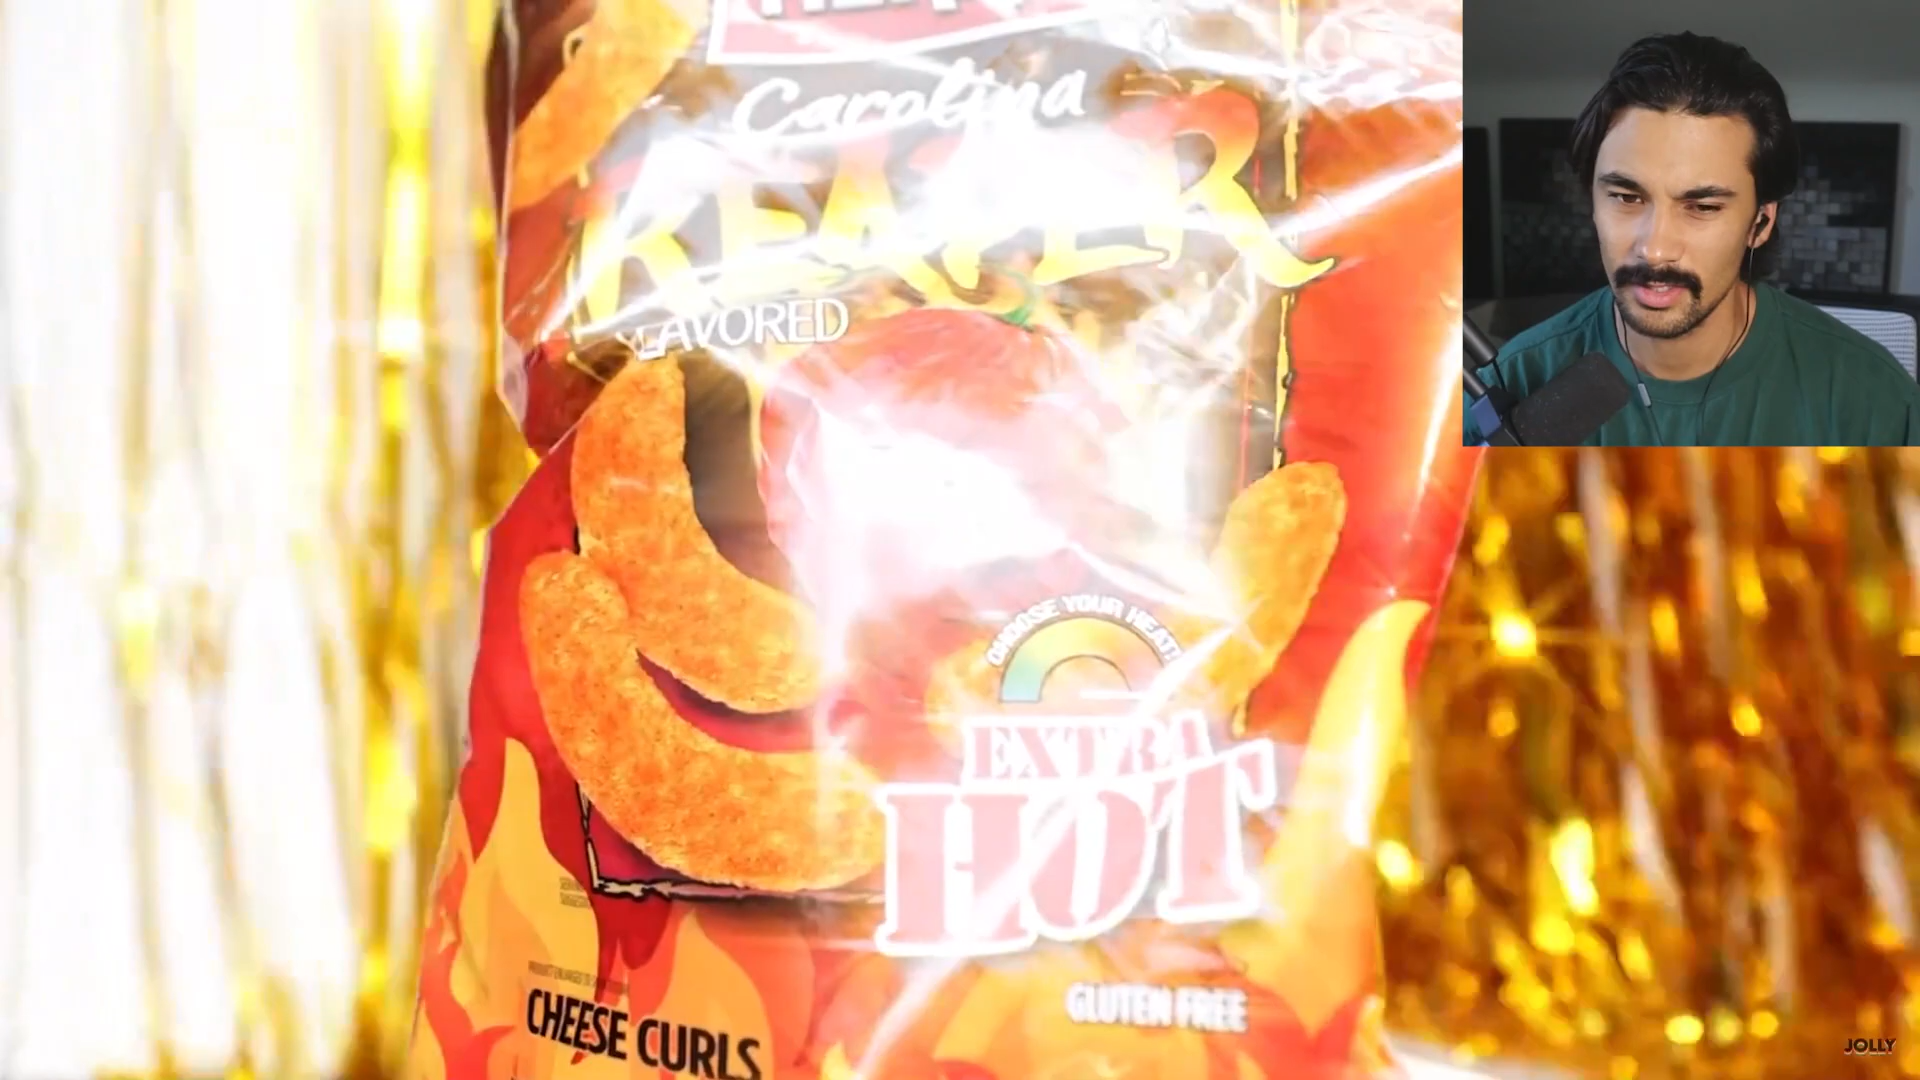 Carolina
REAPER
FLAVORED
CHOOSE YOUR HEAT!
EXTRA
HOT
CHEESE CURLS
GLUTEN FREE
JOLLY